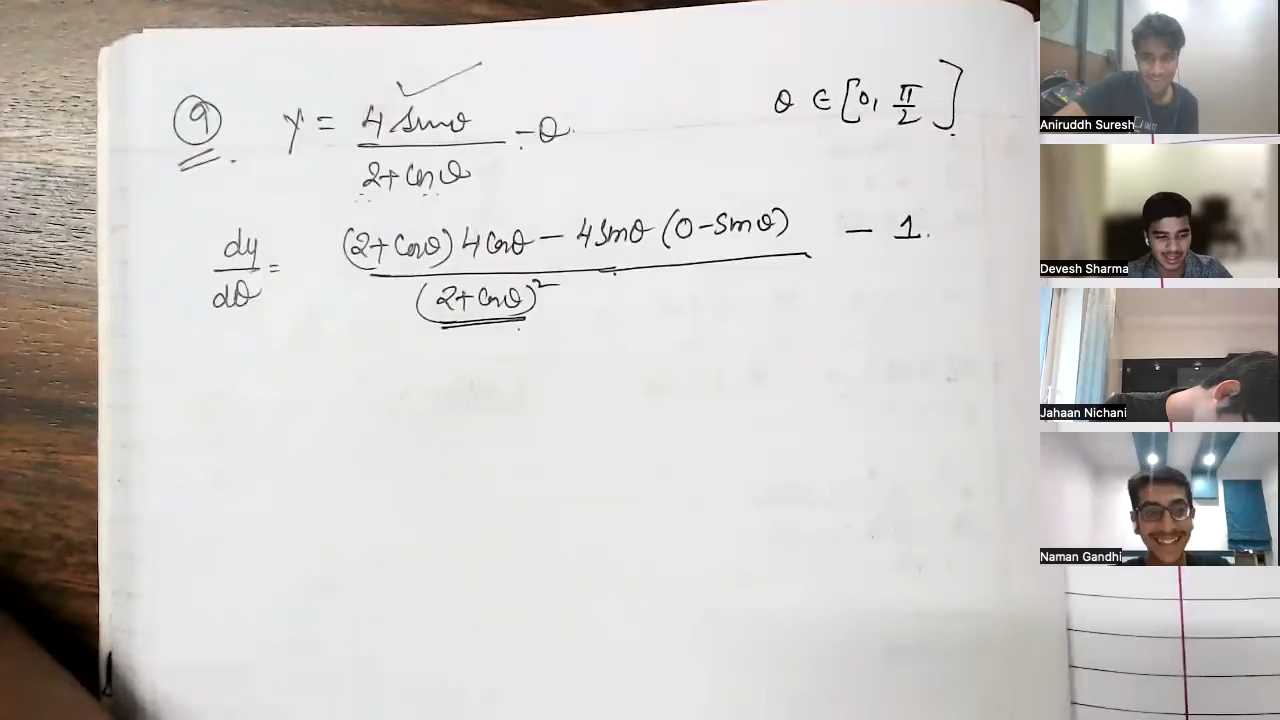 9. y = 4 sinθ / 2+cosθ - θ. θ ∈ [0, π/2].
dy/dθ = (2+cosθ) 4cosθ - 4sinθ (0-sinθ) / (2+cosθ)² - 1.
Aniruddh Suresh
Devesh Sharma
Jahaan Nichani
Naman Gandhi